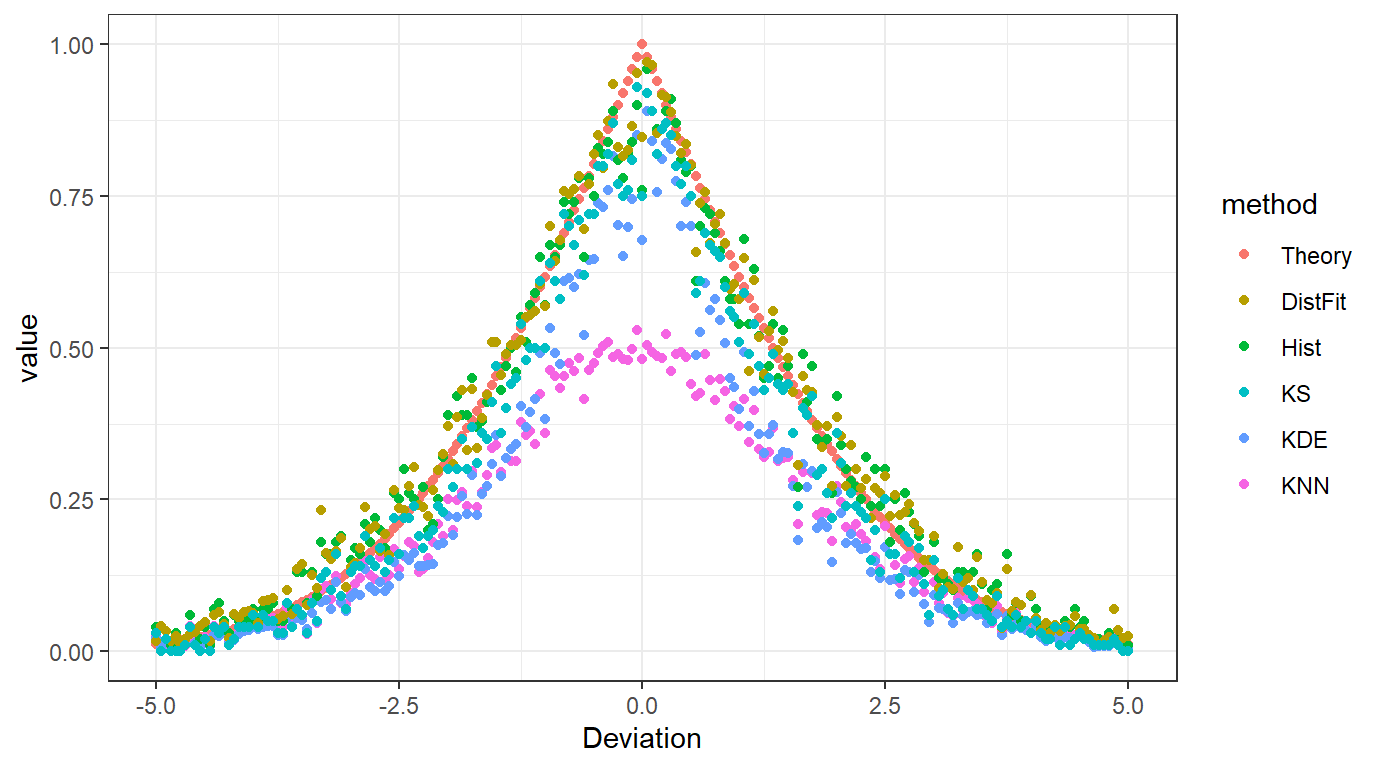 1.00
0.75
0.50
0.25
0.00
value
-5.0
-2.5
0.0
2.5
5.0
Deviation
method
Theory
DistFit
Hist
KS
KDE
KNN